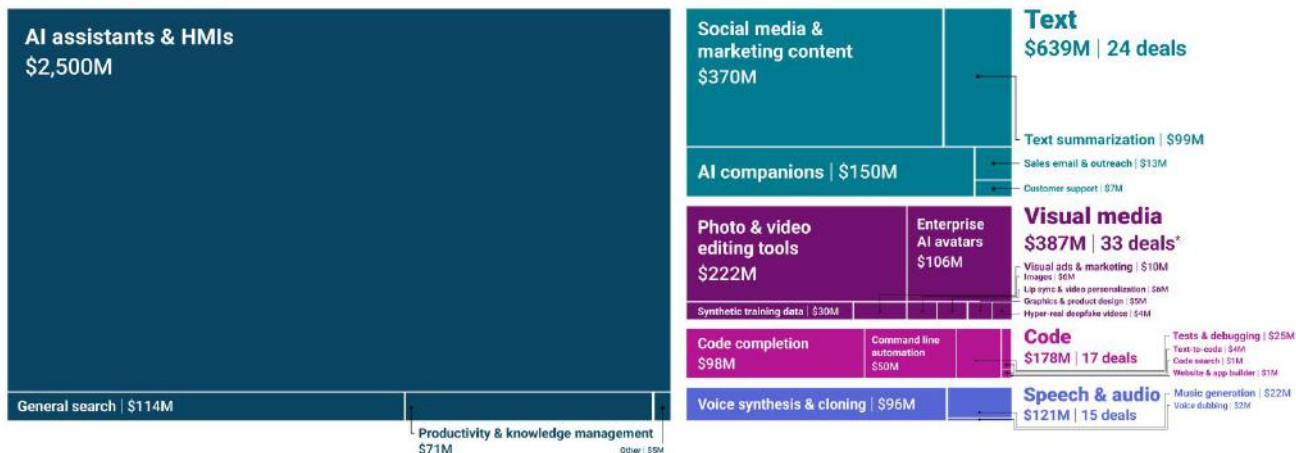 AI assistants & HMIs
$2,500M
General search | $114M
Productivity & knowledge management
$71M
Other | $5M
Social media &
marketing content
$370M
AI companions | $150M
Text
$639M | 24 deals
Text summarization | $99M
Sales email & outreach | $13M
Customer support | $7M
Photo & video
editing tools
$222M
Enterprise
AI avatars
$106M
Synthetic training data | $30M
Visual media
$387M | 33 deals*
Visual ads & marketing | $10M
Images | $6M
Lip sync & video personalization | $6M
Graphics & product design | $5M
Hyper-real deepfake videos | $4M
Code completion
$98M
Command line
automation
$50M
Code
$178M | 17 deals
Tests & debugging | $25M
Text-to-code | $4M
Code search | $1M
Website & app builder | $1M
Voice synthesis & cloning | $96M
Speech & audio
$121M | 15 deals
Music generation | $22M
Voice dubbing | $2M